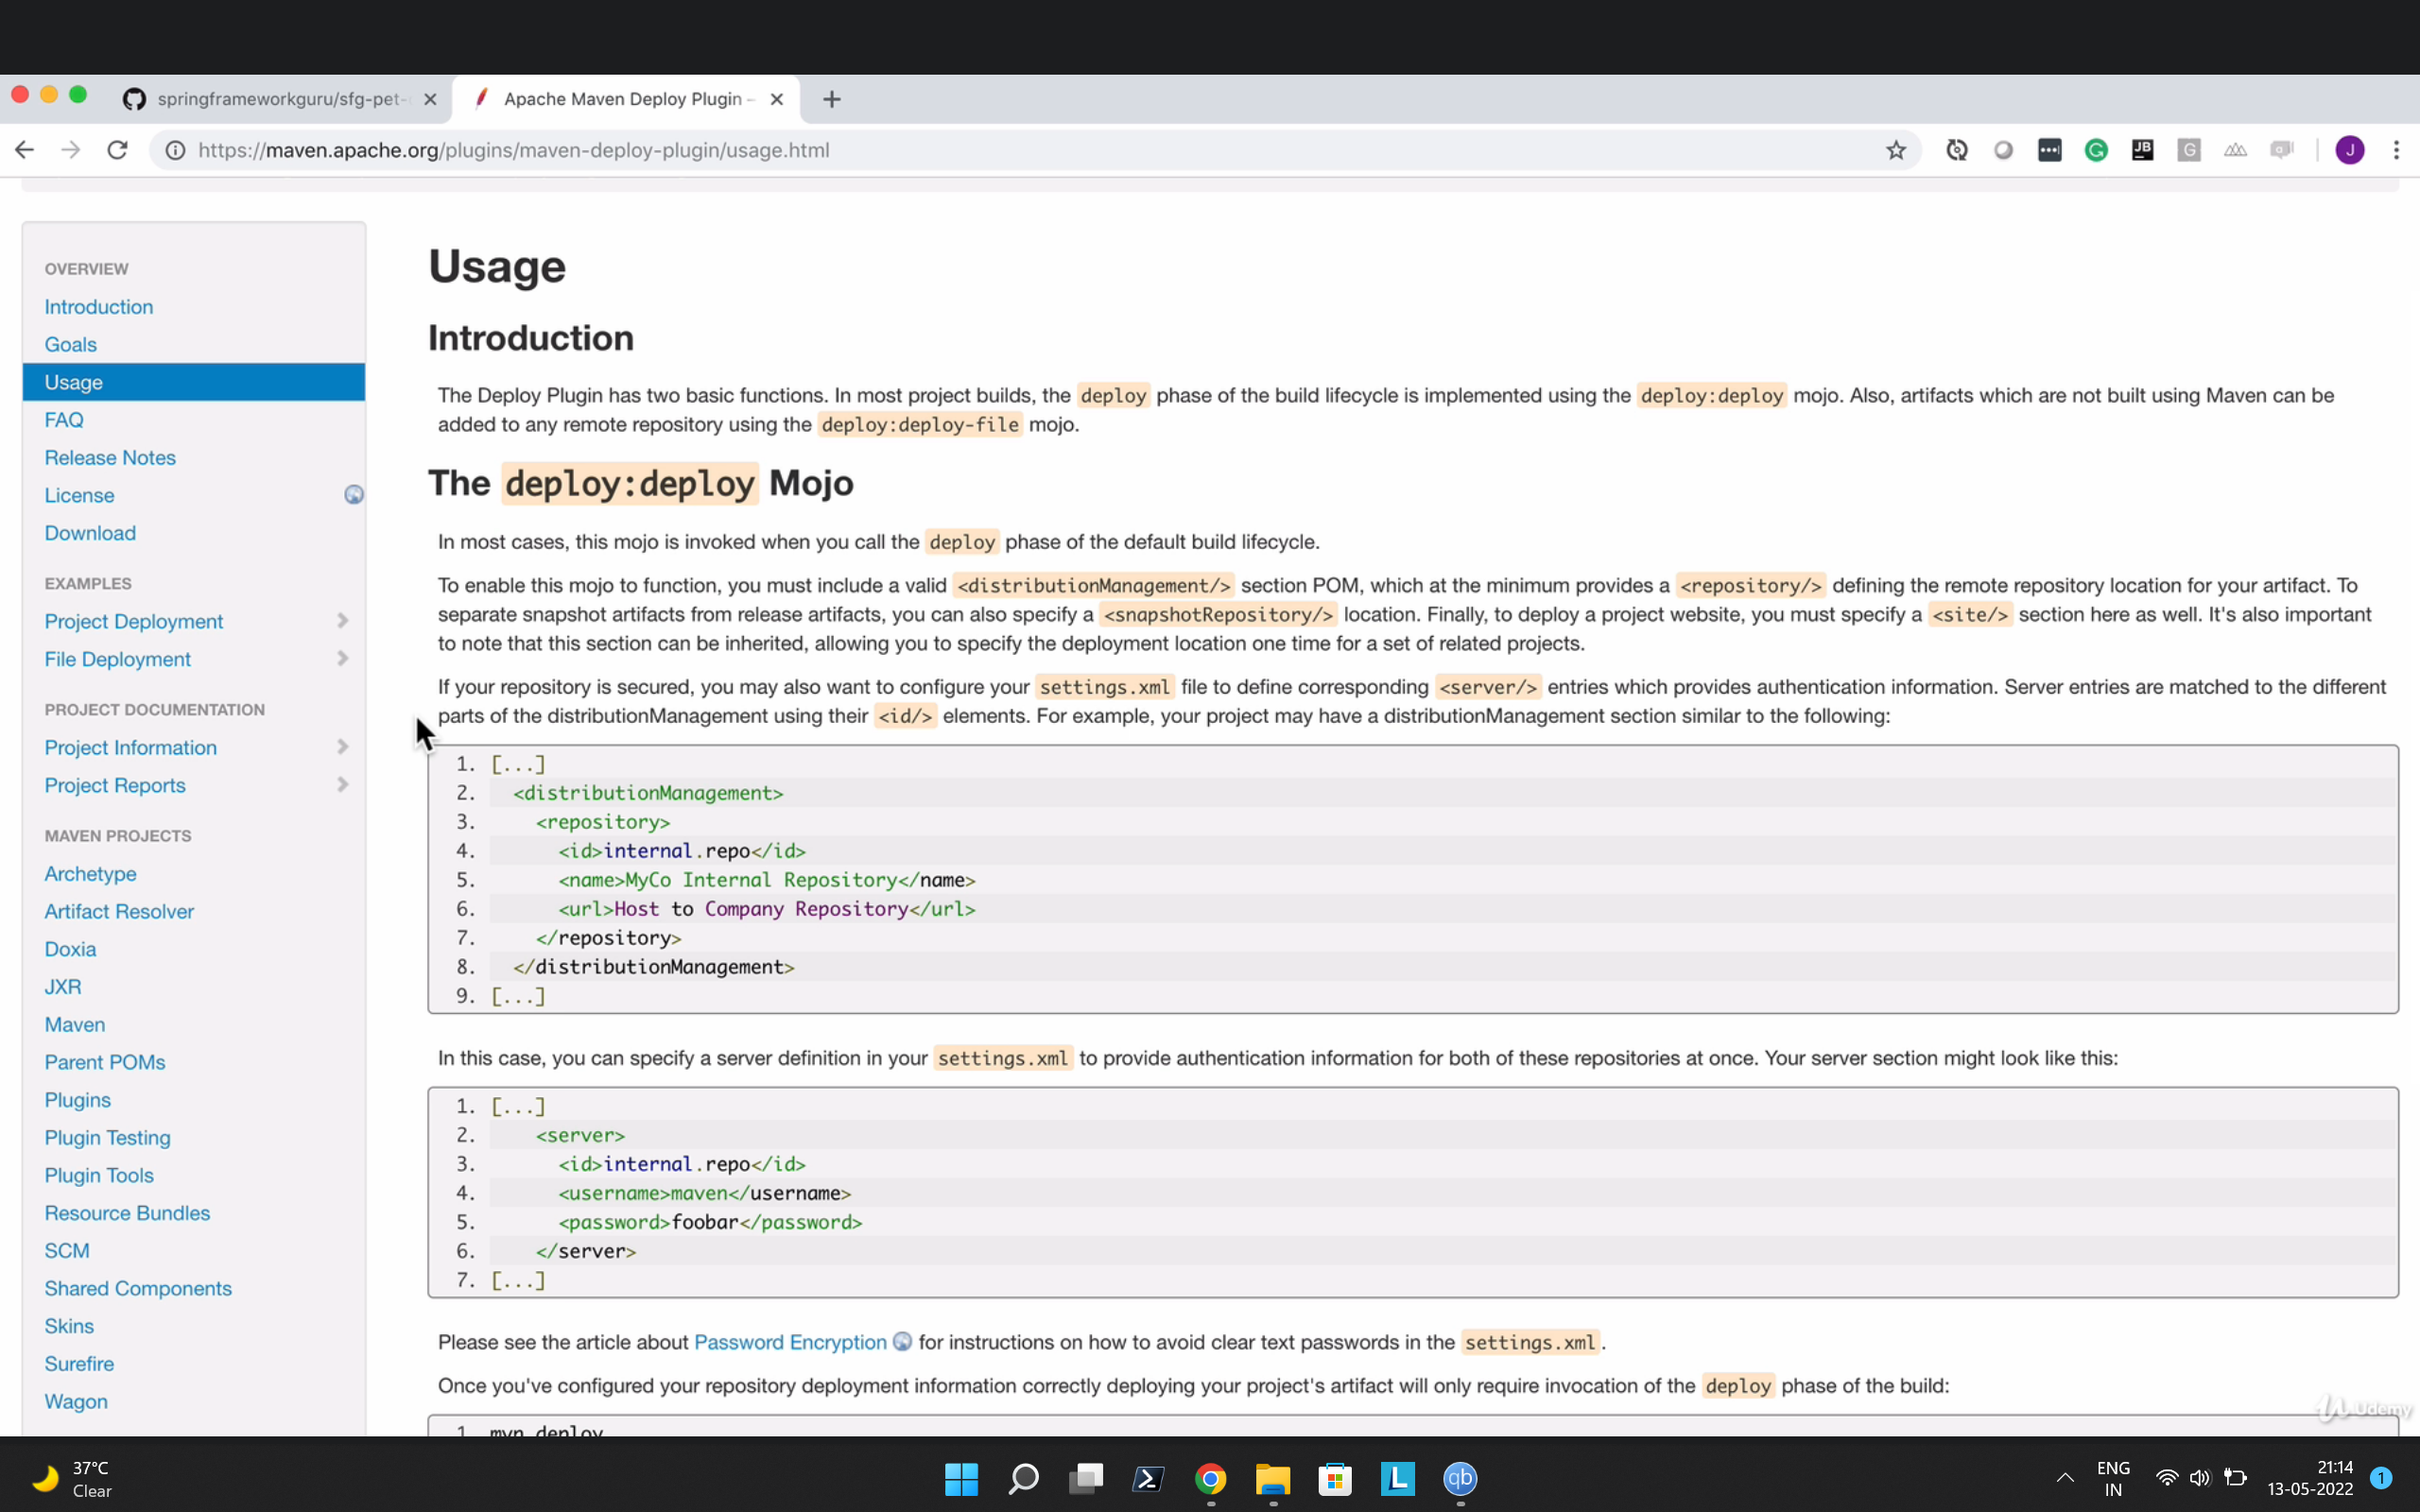 springframeworkguru/sfg-pet-
Apache Maven Deploy Plugin –
https://maven.apache.org/plugins/maven-deploy-plugin/usage.html
JB
G
J
OVERVIEW
Introduction
Goals
Usage
FAQ
Release Notes
License
Download
EXAMPLES
Project Deployment
File Deployment
PROJECT DOCUMENTATION
Project Information
Project Reports
MAVEN PROJECTS
Archetype
Artifact Resolver
Doxia
JXR
Maven
Parent POMs
Plugins
Plugin Testing
Plugin Tools
Resource Bundles
SCM
Shared Components
Skins
Surefire
Wagon
Usage
Introduction
The Deploy Plugin has two basic functions. In most project builds, the deploy phase of the build lifecycle is implemented using the deploy:deploy mojo. Also, artifacts which are not built using Maven can be
added to any remote repository using the deploy:deploy-file mojo.
The deploy:deploy Mojo
In most cases, this mojo is invoked when you call the deploy phase of the default build lifecycle.
To enable this mojo to function, you must include a valid <distributionManagement/> section POM, which at the minimum provides a <repository/> defining the remote repository location for your artifact. To
separate snapshot artifacts from release artifacts, you can also specify a <snapshotRepository/> location. Finally, to deploy a project website, you must specify a <site/> section here as well. It's also important
to note that this section can be inherited, allowing you to specify the deployment location one time for a set of related projects.
If your repository is secured, you may also want to configure your settings.xml file to define corresponding <server/> entries which provides authentication information. Server entries are matched to the different
parts of the distributionManagement using their <id/> elements. For example, your project may have a distributionManagement section similar to the following:
1. [...]
2. <distributionManagement>
3. <repository>
4. <id>internal.repo</id>
5. <name>MyCo Internal Repository</name>
6. <url>Host to Company Repository</url>
7. </repository>
8. </distributionManagement>
9. [...]
In this case, you can specify a server definition in your settings.xml to provide authentication information for both of these repositories at once. Your server section might look like this:
1. [...]
2. <server>
3. <id>internal.repo</id>
4. <username>maven</username>
5. <password>foobar</password>
6. </server>
7. [...]
Please see the article about Password Encryption for instructions on how to avoid clear text passwords in the settings.xml.
Once you've configured your repository deployment information correctly deploying your project's artifact will only require invocation of the deploy phase of the build:
1 mvn deploy
Udemy
37°C
Clear
L
qb
ENG
IN
21:14
13-05-2022
1